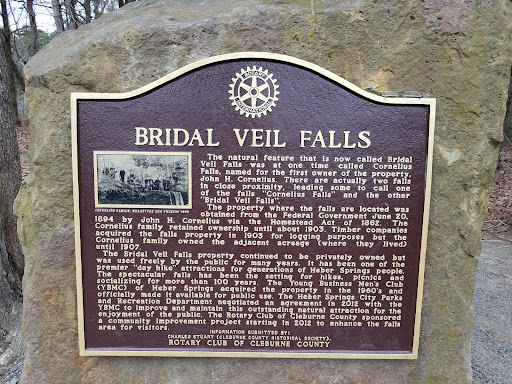 ROTARY
INTERNATIONAL
BRIDAL VEIL FALLS
The natural feature that is now called Bridal
Veil Falls was at one time called Cornelius
Falls, named for the first owner of the property,
John H. Cornelius. There are actually two falls
in close proximity, leading some to call one
of the falls "Cornelius Falls" and the other
"Bridal Veil Falls".
The property where the falls are located was
obtained from the Federal Government June 20,
1894 by John H. Cornelius via the Homestead Act of 1862. The
Cornelius family retained ownership until about 1903. Timber companies
acquired the falls property in 1903 for logging purposes but the
Cornelius family owned the adjacent acreage (where they lived)
until 1907.
The Bridal Veil Falls property continued to be privately owned but
was used freely by the public for many years. It has been one of the
premier "day hike" attractions for generations of Heber Springs people.
The spectacular falls has been the setting for hikes, picnics and
socializing for more than 100 years. The Young Business Men's Club
(YBMC) of Heber Springs acquired the property in the 1960's and
officially made it available for public use. The Heber Springs City Parks
and Recreation Department negotiated an agreement in 2012 with the
YBMC to improve and maintain this outstanding natural attraction for the
enjoyment of the public. The Rotary Club of Cleburne County sponsored
a community improvement project starting in 2012 to enhance the falls
area for visitors.
CORNELIUS FAMILY, RELATIVES AND FRIENDS
INFORMATION SUBMITTED BY:
CHARLES STUART (CLEBURNE COUNTY HISTORICAL SOCIETY),
ROTARY CLUB OF CLEBURNE COUNTY